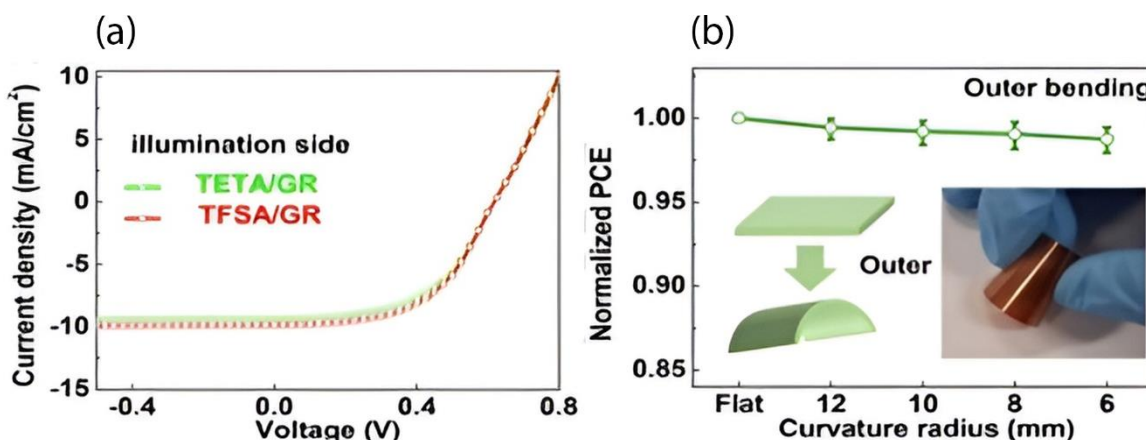 (a)
Current density (mA/cm²)
10
5
0
-5
-10
-15
illumination side
TETA/GR
TFSA/GR
-0.4
0.0
0.4
0.8
Voltage (V)
(b)
Normalized PCE
1.00
0.95
0.90
0.85
Outer bending
Outer
Flat
12
10
8
6
Curvature radius (mm)